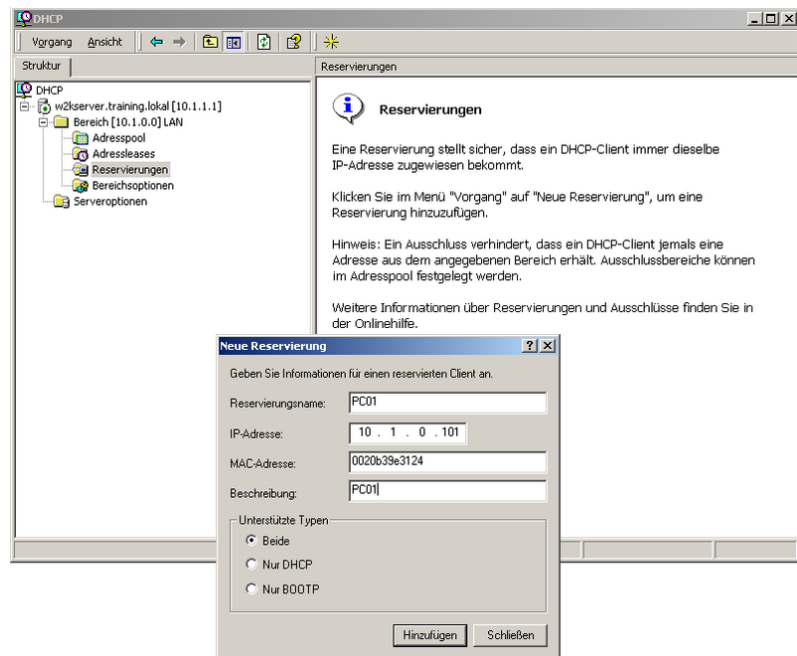 DHCP
Vorgang Ansicht
Struktur
Reservierungen
DHCP
w2kserver.training.lokal [10.1.1.1]
Bereich [10.1.0.0] LAN
Adresspool
Adressleases
Reservierungen
Bereichsoptionen
Serveroptionen
Reservierungen
Eine Reservierung stellt sicher, dass ein DHCP-Client immer dieselbe
IP-Adresse zugewiesen bekommt.
Klicken Sie im Menü "Vorgang" auf "Neue Reservierung", um eine
Reservierung hinzuzufügen.
Hinweis: Ein Ausschluss verhindert, dass ein DHCP-Client jemals eine
Adresse aus dem angegebenen Bereich erhält. Ausschlussbereiche können
im Adresspool festgelegt werden.
Weitere Informationen über Reservierungen und Ausschlüsse finden Sie in
der Onlinehilfe.
Neue Reservierung
Geben Sie Informationen für einen reservierten Client an.
Reservierungsname: PC01
IP-Adresse: 10 . 1 . 0 . 101
MAC-Adresse: 0020b39e3124
Beschreibung: PC01
Unterstützte Typen
Beide
Nur DHCP
Nur BOOTP
Hinzufügen Schließen